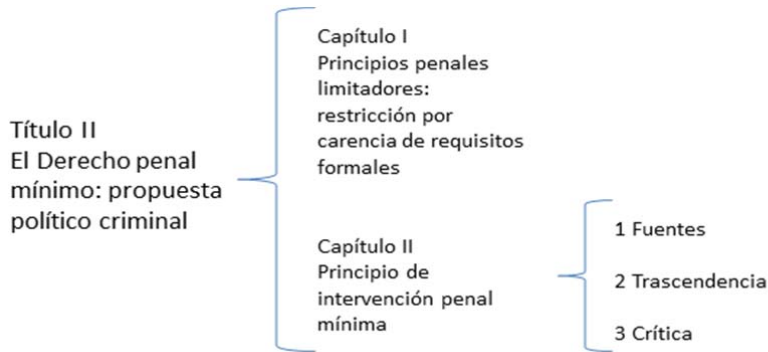 Título II
El Derecho penal
mínimo: propuesta
político criminal
Capítulo I
Principios penales
limitadores:
restricción por
carencia de requisitos
formales
Capítulo II
Principio de
intervención penal
mínima
1 Fuentes
2 Trascendencia
3 Crítica